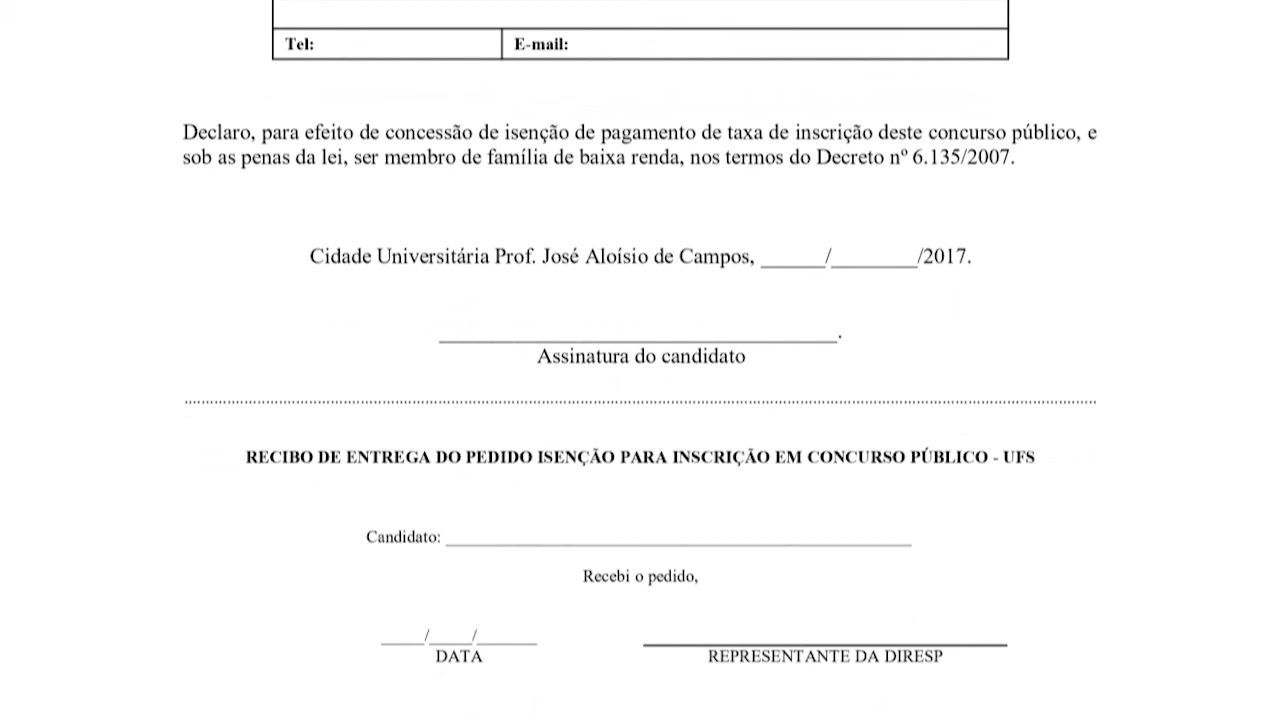 Tel: E-mail:
Declaro, para efeito de concessão de isenção de pagamento de taxa de inscrição deste concurso público, e
sob as penas da lei, ser membro de família de baixa renda, nos termos do Decreto nº 6.135/2007.
Cidade Universitária Prof. José Aloísio de Campos, ______/________/2017.
_____________________________________.
Assinatura do candidato
RECIBO DE ENTREGA DO PEDIDO ISENÇÃO PARA INSCRIÇÃO EM CONCURSO PÚBLICO - UFS
Candidato: ______________________________________________________
Recebi o pedido,
_____/_____/_______
DATA REPRESENTANTE DA DIRESP